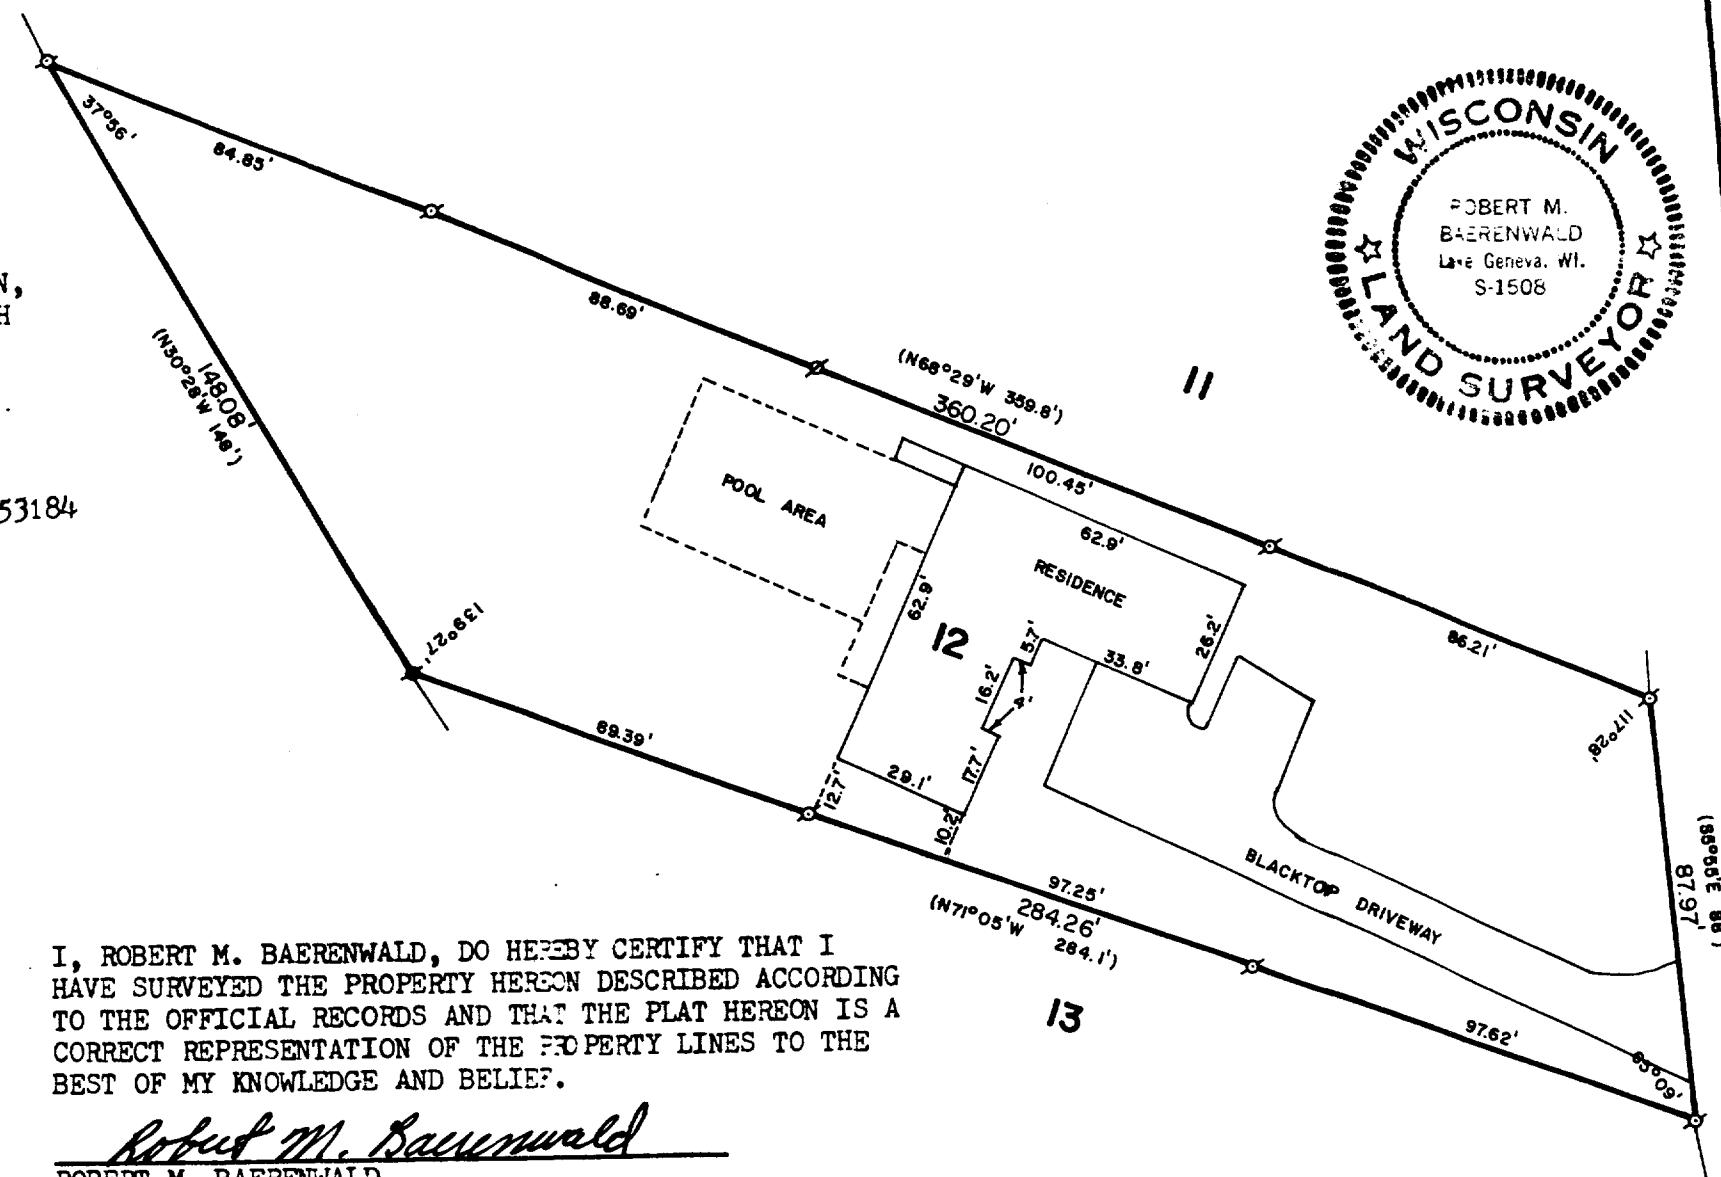 WISCONSIN
ROBERT M.
BAERENWALD
Lake Geneva, WI.
S-1508
LAND SURVEYOR
37°56'
84.85'
88.69'
N,
H
(N30°28'W 148')
148.08'
53184
(N68°29'W 359.8')
360.20'
11
100.45'
POOL AREA
62.9'
RESIDENCE
62.9'
12
5.7'
33.8'
26.2'
86.21'
16.2'
4'
139°27'
117°28'
89.39'
17.7'
29.1'
12.7'
10.2'
BLACKTOP DRIVEWAY
87.97'
97.25'
284.26'
(N71°05'W 284.1')
13
97.62'
I, ROBERT M. BAERENWALD, DO HEREBY CERTIFY THAT I
HAVE SURVEYED THE PROPERTY HEREON DESCRIBED ACCORDING
TO THE OFFICIAL RECORDS AND THAT THE PLAT HEREON IS A
CORRECT REPRESENTATION OF THE PROPERTY LINES TO THE
BEST OF MY KNOWLEDGE AND BELIEF.
Robert M. Baerenwald
ROBERT M. BAERENWALD